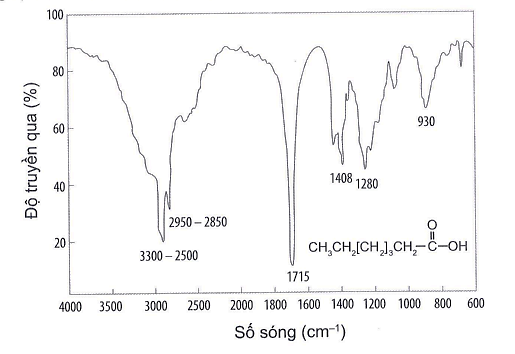 100
80
60
40
20
Độ truyền qua (%)
2950 – 2850
3300 – 2500
1715
1408
1280
930
O
CH₃CH₂[CH₂]₃CH₂–C–OH
4000 3500 3000 2500 2000 1800 1600 1400 1200 1000 800 600
Số sóng (cm⁻¹)